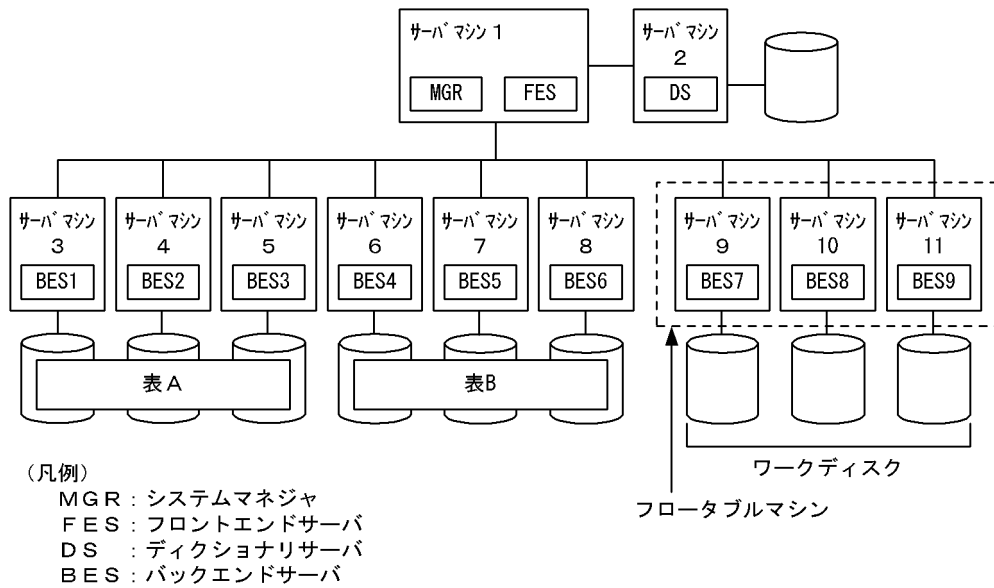 サーバマシン1
MGR
FES
サーバマシン
2
DS
サーバマシン
3
BES1
サーバマシン
4
BES2
サーバマシン
5
BES3
サーバマシン
6
BES4
サーバマシン
7
BES5
サーバマシン
8
BES6
サーバマシン
9
BES7
サーバマシン
10
BES8
サーバマシン
11
BES9
表A
表B
ワークディスク
フロータブルマシン
(凡例)
MGR:システムマネジャ
FES:フロントエンドサーバ
DS :ディクショナリサーバ
BES:バックエンドサーバ